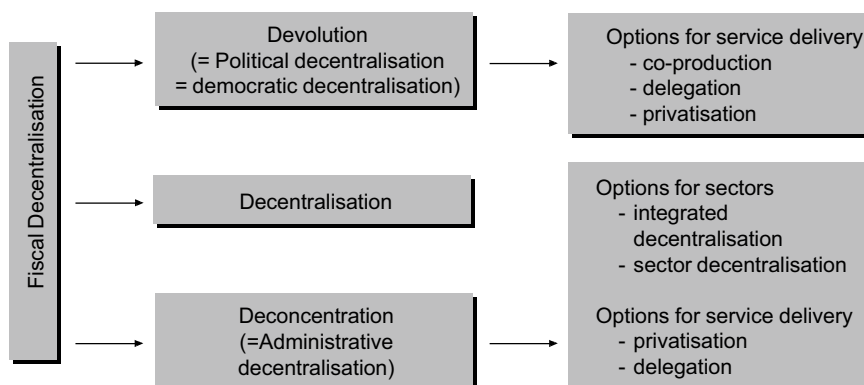 Fiscal Decentralisation
Devolution
(= Political decentralisation
= democratic decentralisation)
Options for service delivery
- co-production
- delegation
- privatisation
Decentralisation
Options for sectors
- integrated
decentralisation
- sector decentralisation
Deconcentration
(=Administrative
decentralisation)
Options for service delivery
- privatisation
- delegation